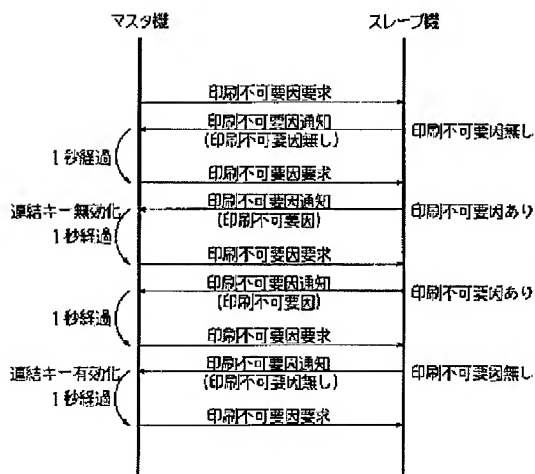 マスタ機 スレーブ機
印刷不可要因要求
印刷不可要因通知 印刷不可要因無し
(印刷不可要因無し)
1秒経過
印刷不可要因要求
連結キー無効化 印刷不可要因通知 印刷不可要因あり
(印刷不可要因)
1秒経過
印刷不可要因要求
印刷不可要因通知 印刷不可要因あり
(印刷不可要因)
1秒経過
印刷不可要因要求
連結キー有効化 印刷不可要因通知 印刷不可要因無し
(印刷不可要因無し)
1秒経過
印刷不可要因要求